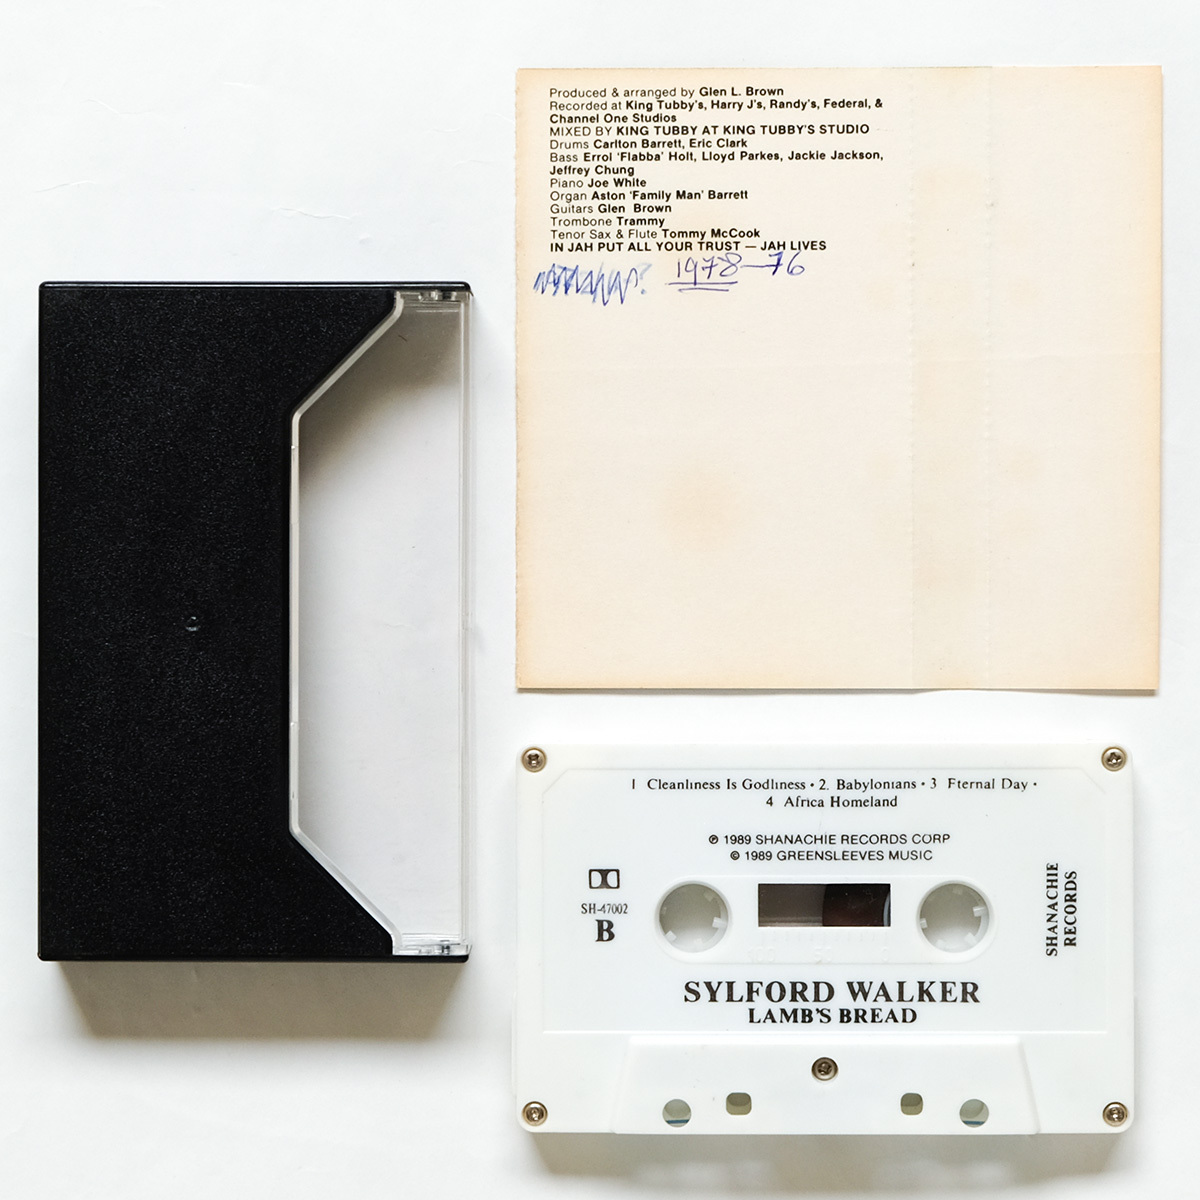 Produced & arranged by Glen L. Brown
Recorded at King Tubby's, Harry J's, Randy's, Federal, &
Channel One Studios
MIXED BY KING TUBBY AT KING TUBBY'S STUDIO
Drums Carlton Barrett, Eric Clark
Bass Errol 'Flabba' Holt, Lloyd Parkes, Jackie Jackson,
Jeffrey Chung
Piano Joe White
Organ Aston 'Family Man' Barrett
Guitars Glen Brown
Trombone Trammy
Tenor Sax & Flute Tommy McCook
IN JAH PUT ALL YOUR TRUST — JAH LIVES
? 1978—76
1 Cleanliness Is Godliness • 2. Babylonians • 3 Eternal Day •
4 Africa Homeland
℗ 1989 SHANACHIE RECORDS CORP
© 1989 GREENSLEEVES MUSIC
SH-47002
B
SHANACHIE
RECORDS
100 50 0
SYLFORD WALKER
LAMB'S BREAD